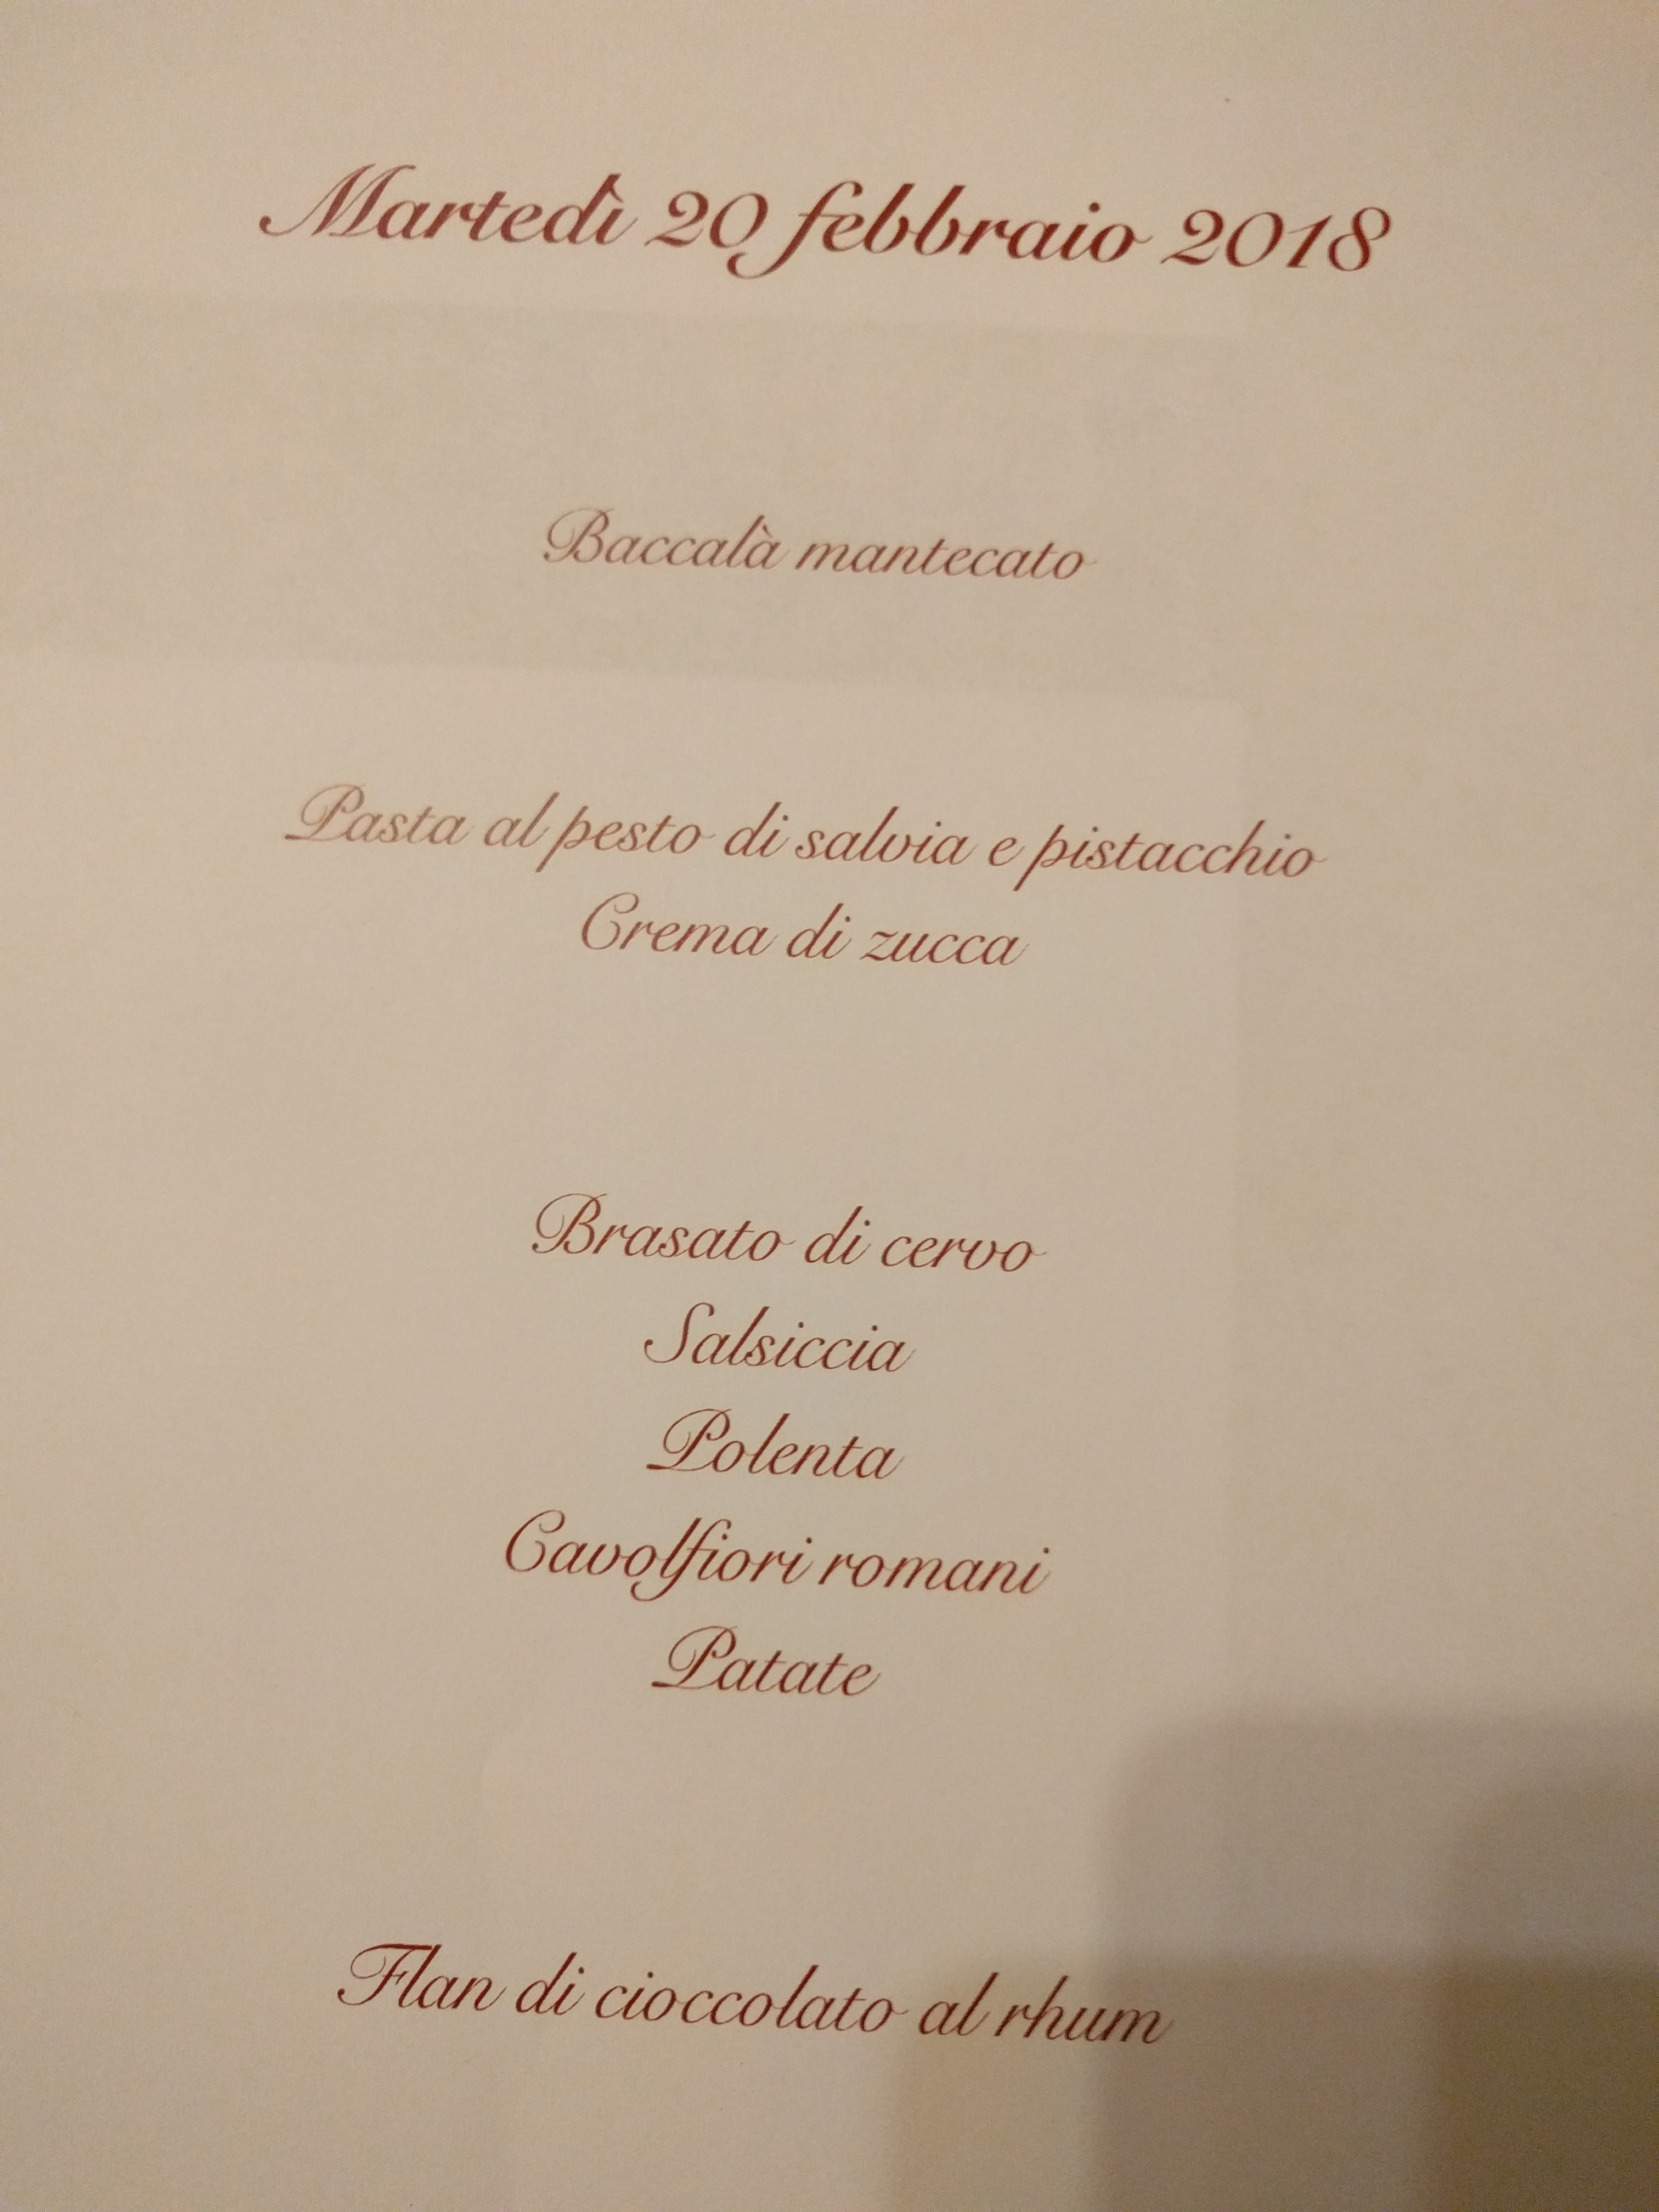 Martedì 20 febbraio 2018
Baccalà mantecato
Pasta al pesto di salvia e pistacchio
Crema di zucca
Brasato di cervo
Salsiccia
Polenta
Cavolfiori romani
Patate
Flan di cioccolato al rhum